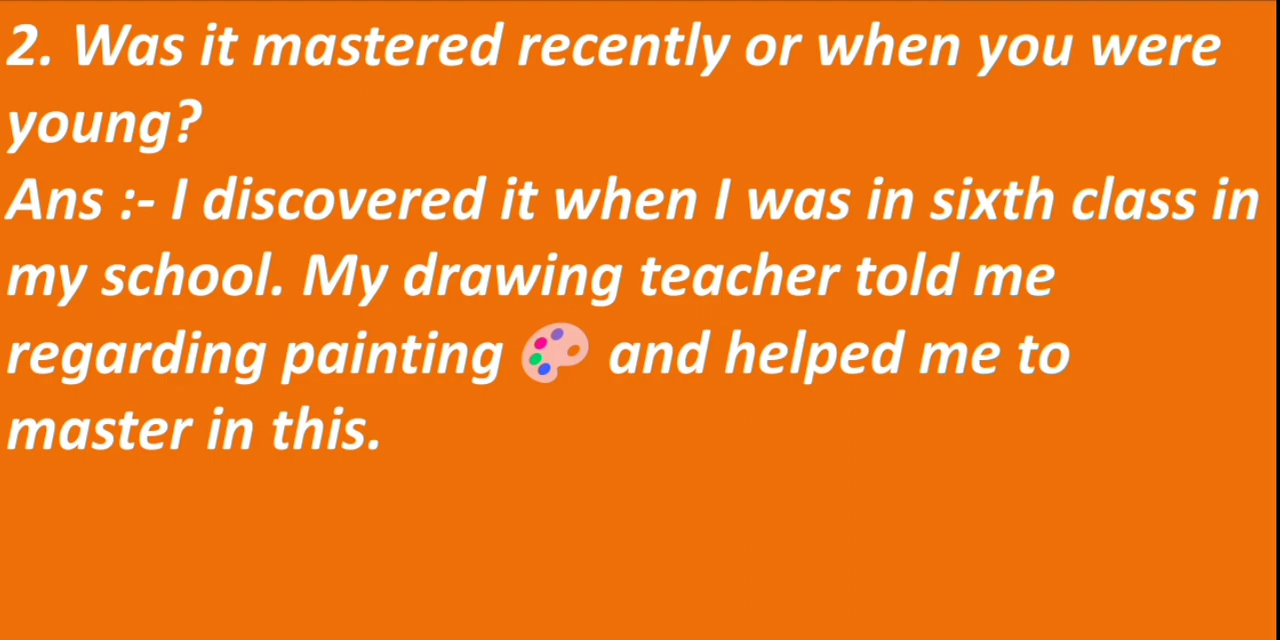 2. Was it mastered recently or when you were
young?
Ans :- I discovered it when I was in sixth class in
my school. My drawing teacher told me
regarding painting 🎨 and helped me to
master in this.